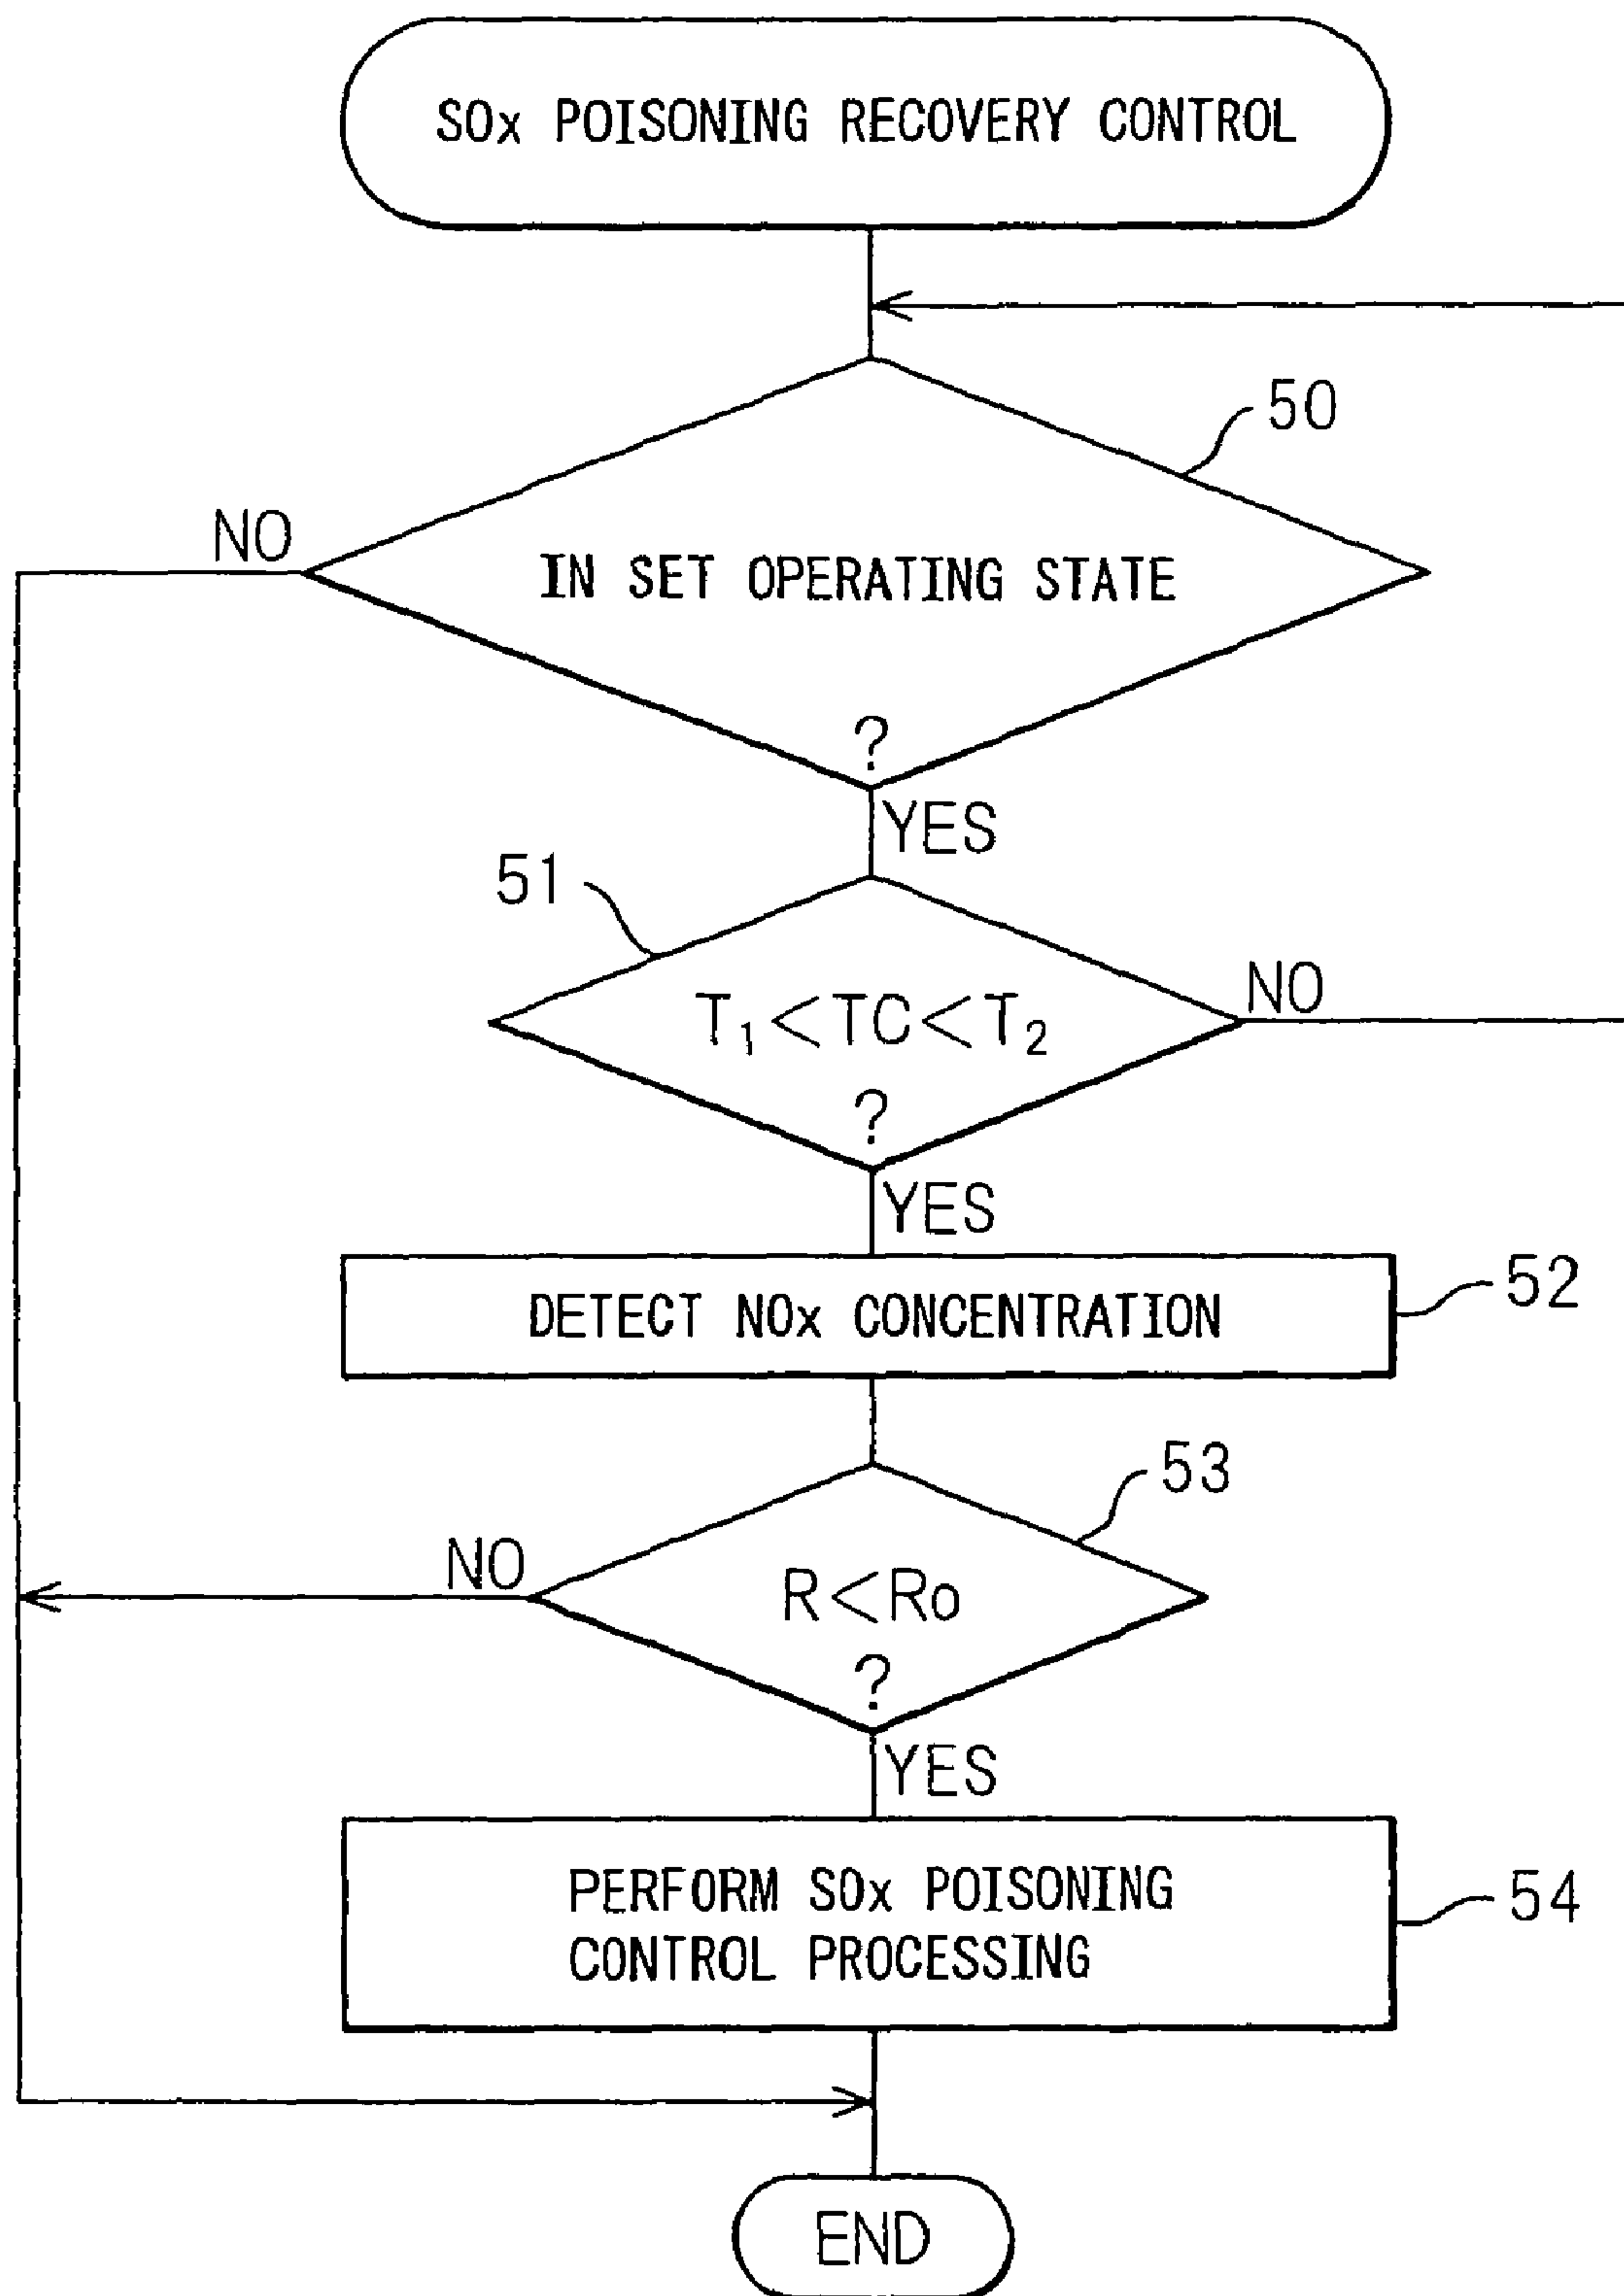 SOx POISONING RECOVERY CONTROL
50
NO
IN SET OPERATING STATE
?
YES
51
T₁<TC<T₂
NO
?
YES
DETECT NOx CONCENTRATION
52
53
NO
R<Ro
?
YES
PERFORM SOx POISONING
CONTROL PROCESSING
54
END